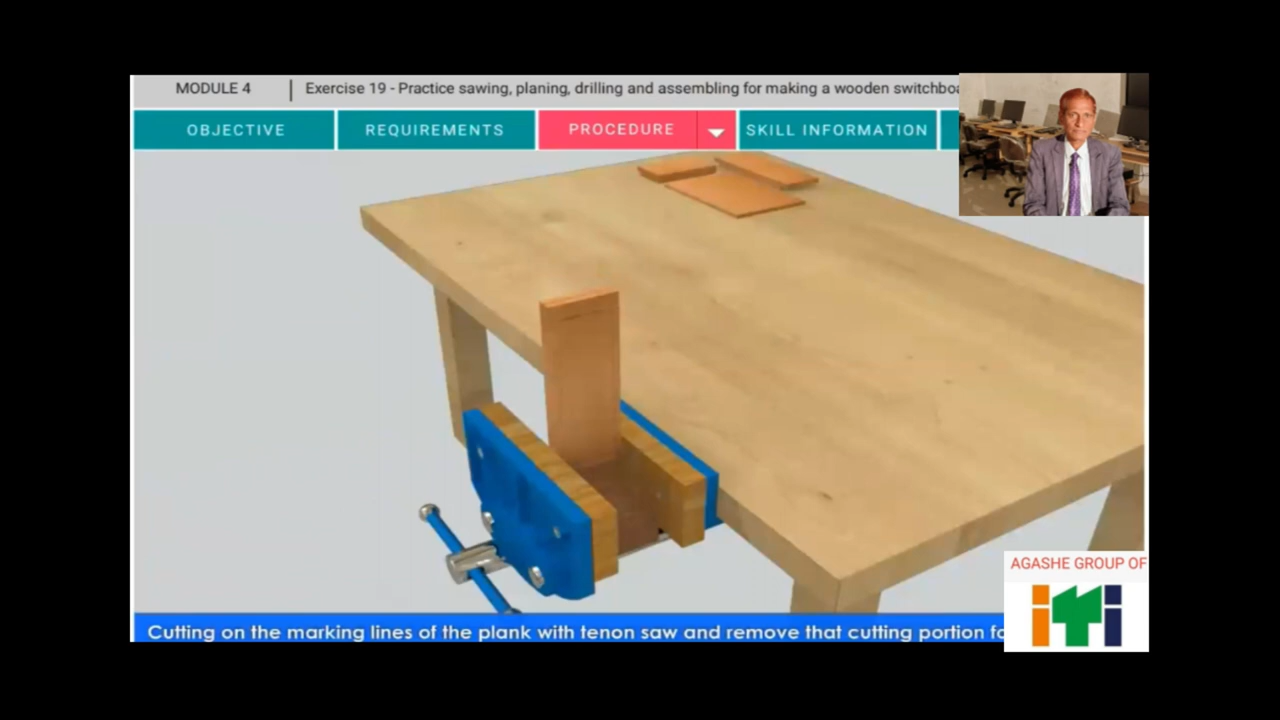 MODULE 4
Exercise 19 - Practice sawing, planing, drilling and assembling for making a wooden
OBJECTIVE
REQUIREMENTS
PROCEDURE
SKILL INFORMATION
AGASHE GROUP OF
iTi
Cutting on the marking lines of the plank with tenon saw and remove that cutting portion